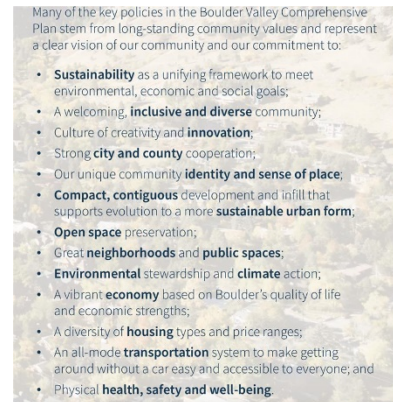 Many of the key policies in the Boulder Valley Comprehensive
Plan stem from long-standing community values and represent
a clear vision of our community and our commitment to:
• Sustainability as a unifying framework to meet
environmental, economic and social goals;
• A welcoming, inclusive and diverse community;
• Culture of creativity and innovation;
• Strong city and county cooperation;
• Our unique community identity and sense of place;
• Compact, contiguous development and infill that
supports evolution to a more sustainable urban form;
• Open space preservation;
• Great neighborhoods and public spaces;
• Environmental stewardship and climate action;
• A vibrant economy based on Boulder's quality of life
and economic strengths;
• A diversity of housing types and price ranges;
• An all-mode transportation system to make getting
around without a car easy and accessible to everyone; and
• Physical health, safety and well-being.